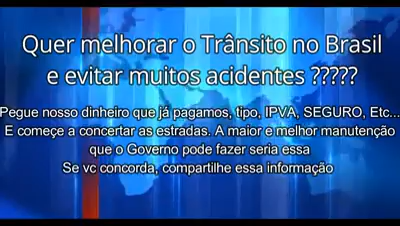 Quer melhorar o Trânsito no Brasil
e evitar muitos acidentes ?????
Pegue nosso dinheiro que já pagamos, tipo, IPVA, SEGURO, Etc...
E começe a concertar as estradas. A maior e melhor manutenção
que o Governo pode fazer seria essa
Se vc concorda, compartilhe essa informação